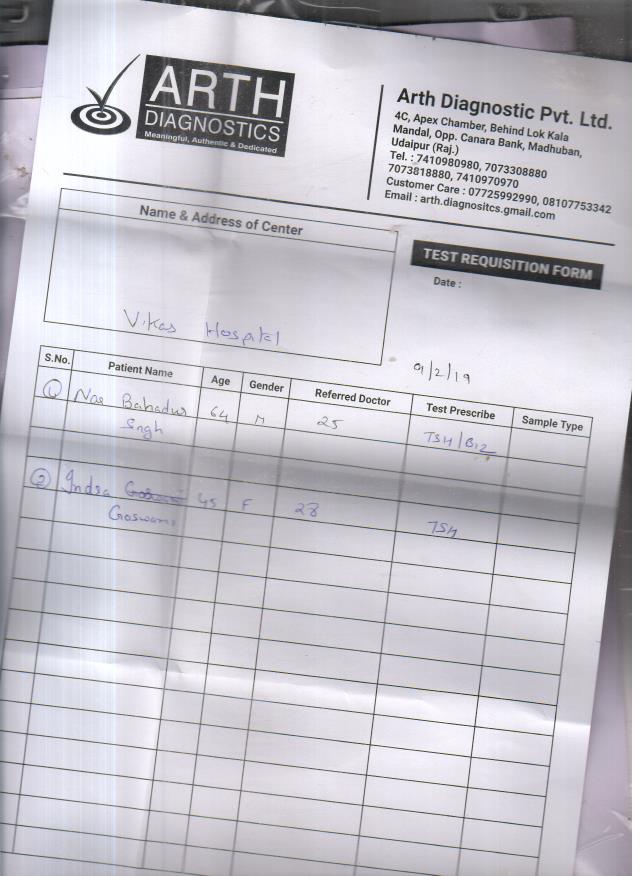 ARTH
DIAGNOSTICS
Meaningful, Authentic & Dedicated
Arth Diagnostic Pvt. Ltd.
4C, Apex Chamber, Behind Lok Kala
Mandal, Opp. Canara Bank, Madhuban,
Udaipur (Raj.)
Tel. : 7410980980, 7073308880
7073818880, 7410970970
Customer Care : 07725992990, 08107753342
Email : arth.diagnositcs.gmail.com
Name & Address of Center
Vikas Hospital
TEST REQUISITION FORM
Date :
9/2/19
S.No. Patient Name Age Gender Referred Doctor Test Prescribe Sample Type
1 Bahadur 64 M 25 TSH/B12
Singh
2 Indra 45 F 28 TSH
Goswami